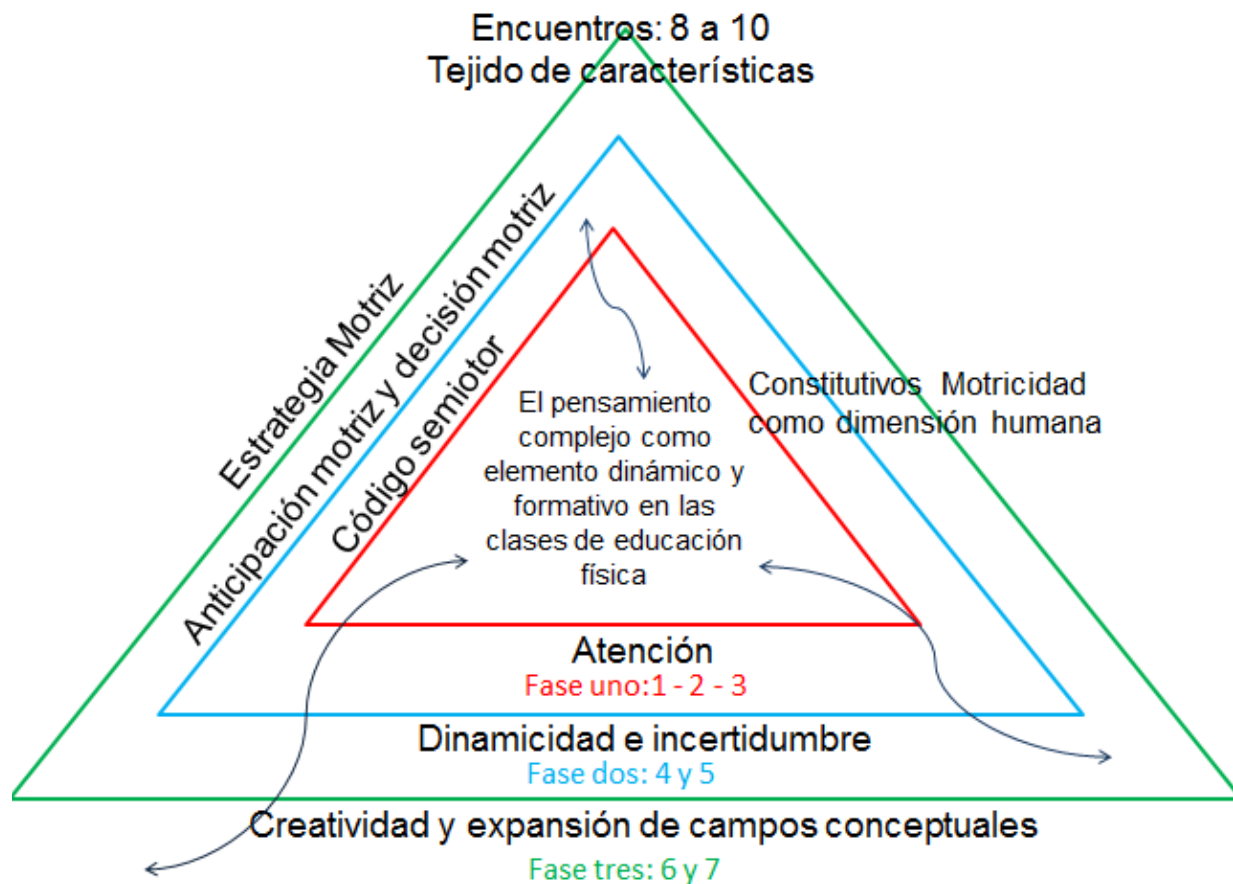 Encuentros: 8 a 10
Tejido de características
Estrategia Motriz
Anticipación motriz y decisión motriz
Código semiotor
El pensamiento
complejo como
elemento dinámico y
formativo en las
clases de educación
física
Constitutivos Motricidad
como dimensión humana
Atención
Fase uno:1 - 2 - 3
Dinamicidad e incertidumbre
Fase dos: 4 y 5
Creatividad y expansión de campos conceptuales
Fase tres: 6 y 7